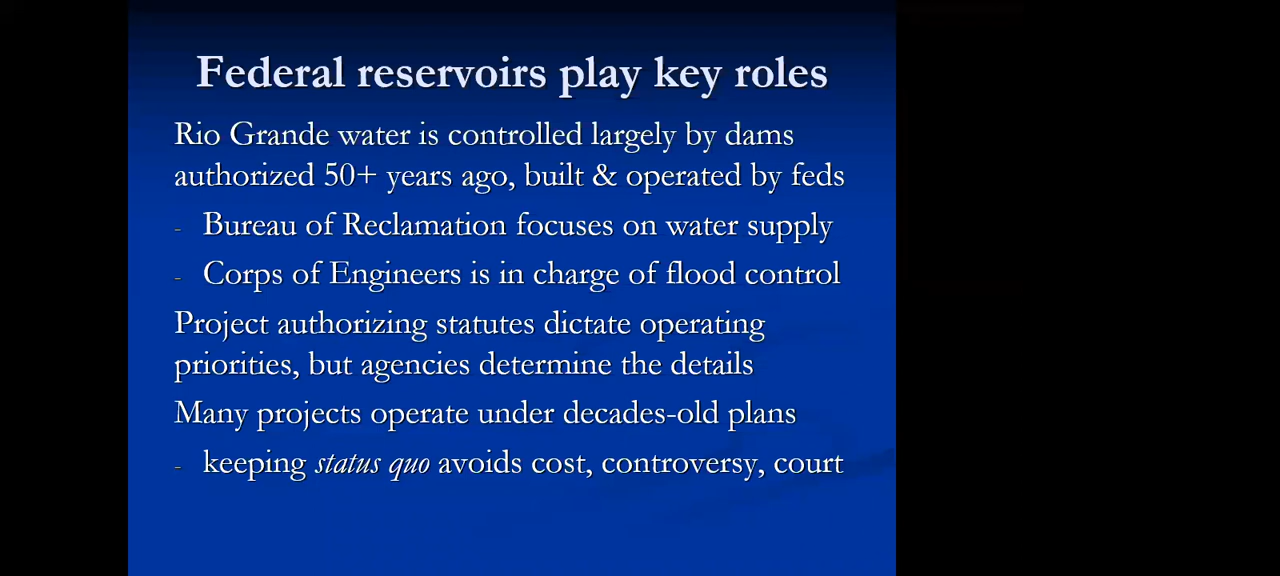 Federal reservoirs play key roles
Rio Grande water is controlled largely by dams
authorized 50+ years ago, built & operated by feds
- Bureau of Reclamation focuses on water supply
- Corps of Engineers is in charge of flood control
Project authorizing statutes dictate operating
priorities, but agencies determine the details
Many projects operate under decades-old plans
- keeping status quo avoids cost, controversy, court